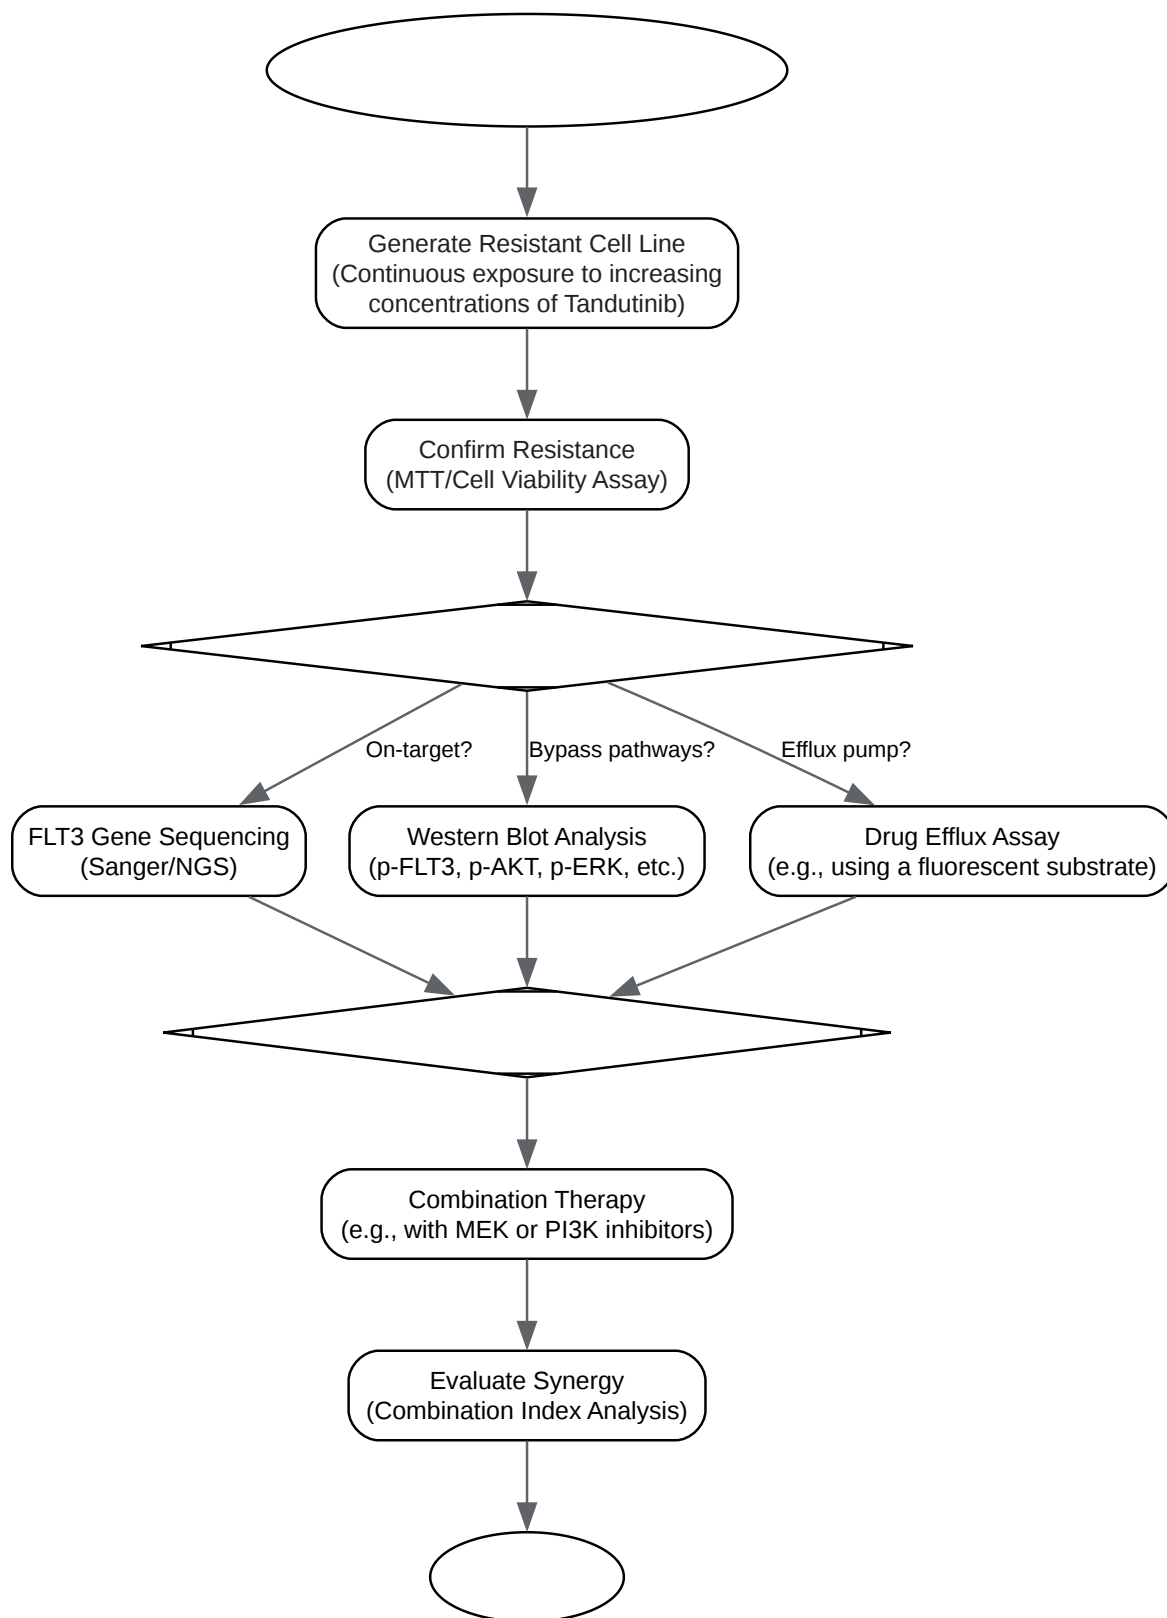 Generate Resistant Cell Line
(Continuous exposure to increasing
concentrations of Tandutinib)
Confirm Resistance
(MTT/Cell Viability Assay)
On-target?
Bypass pathways?
Efflux pump?
FLT3 Gene Sequencing
(Sanger/NGS)
Western Blot Analysis
(p-FLT3, p-AKT, p-ERK, etc.)
Drug Efflux Assay
(e.g., using a fluorescent substrate)
Combination Therapy
(e.g., with MEK or PI3K inhibitors)
Evaluate Synergy
(Combination Index Analysis)